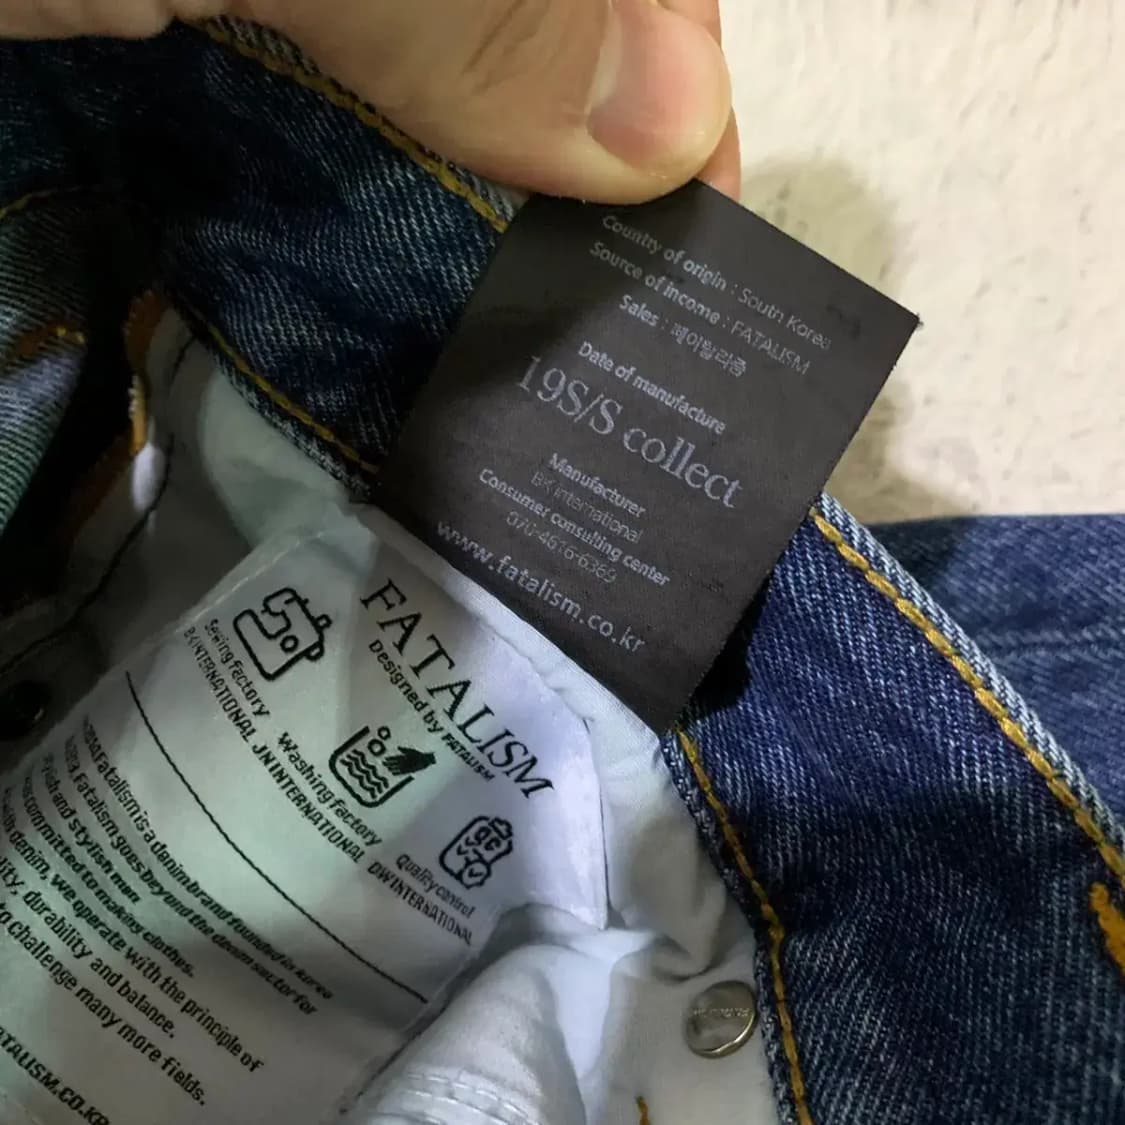 Country of origin : South Korea
Source of income : FATALISM
Sales : 페이탈리즘
Date of manufacture
19S/S collect
Manufacturer
BK international
Consumer consulting center
070-4616-6369
www.fatalism.co.kr
FATALISM
Designed by FATALISM
Sewing factory
BK INTERNATIONAL
Washing factory
JN INTERNATIONAL
quality control
DW INTERNATIONAL
fatalism is a denim brand founded in korea
Fatalism goes beyond the denim sector for
stylish and stylish men
committed to making clothes.
denim, we operate with the principle of
durability and balance.
to challenge many more fields.
FATALISM.CO.KR